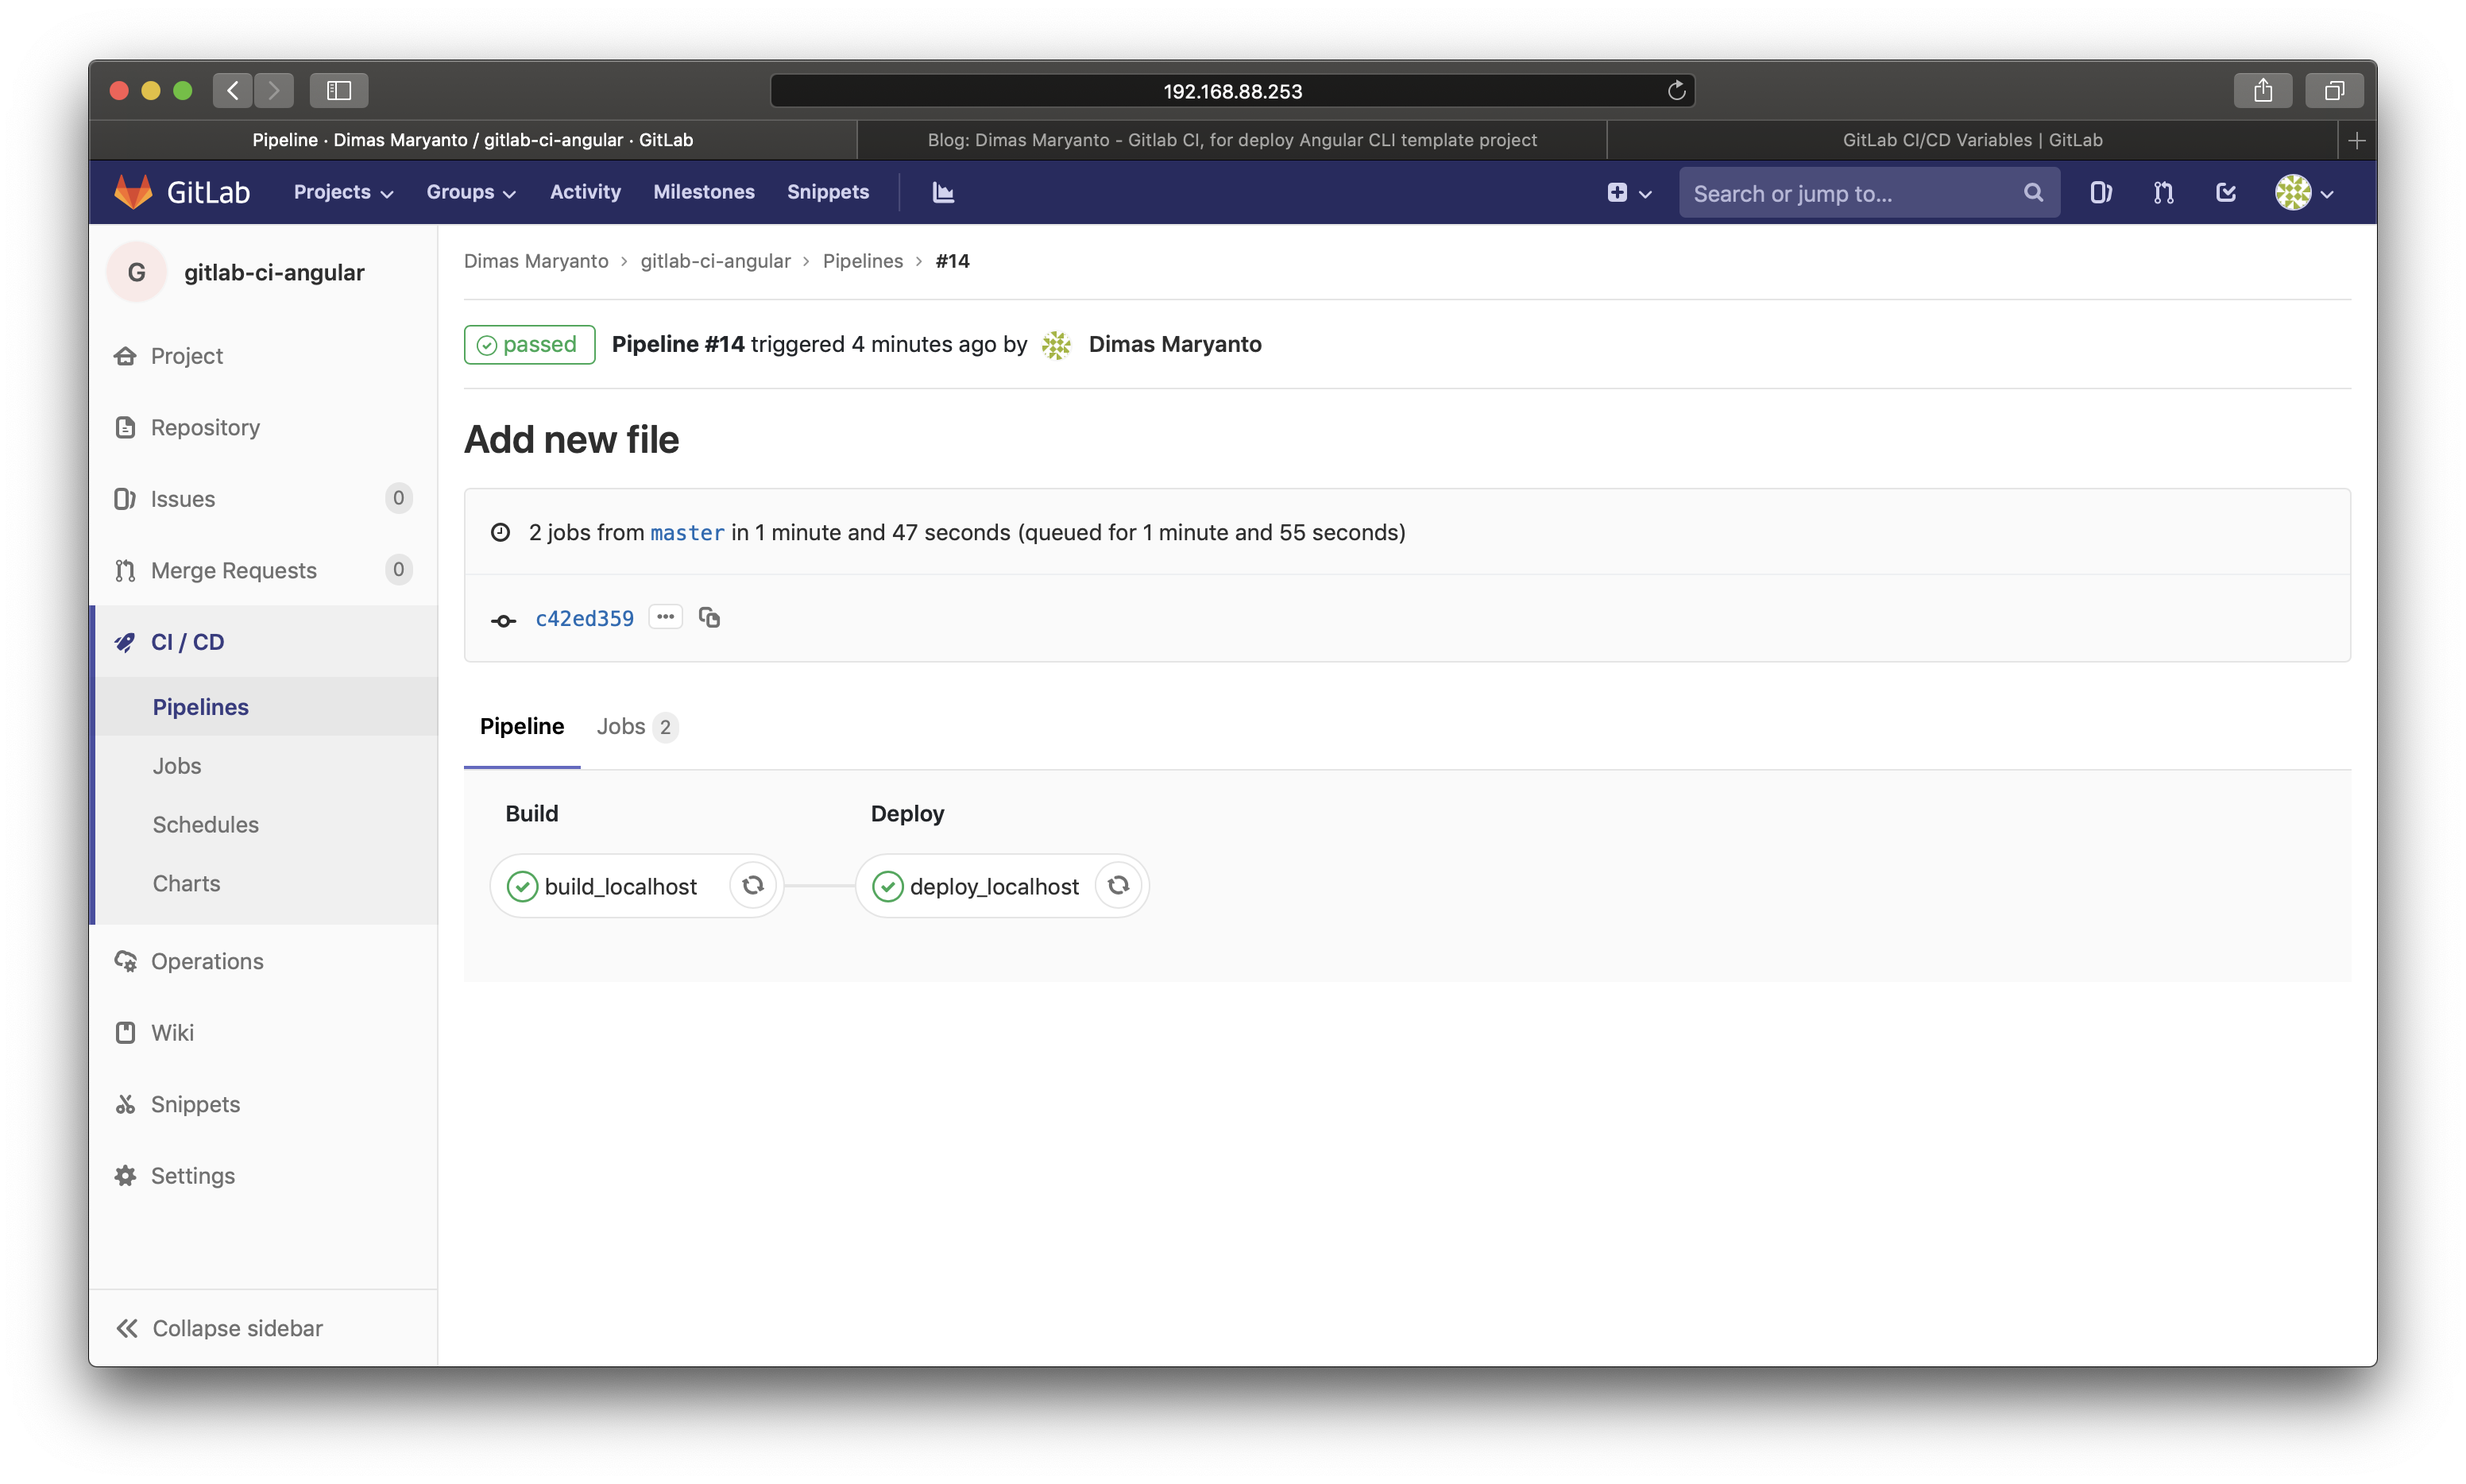 192.168.88.253
Pipeline · Dimas Maryanto / gitlab-ci-angular · GitLab
Blog: Dimas Maryanto - Gitlab CI, for deploy Angular CLI template project
GitLab CI/CD Variables | GitLab
GitLab Projects Groups Activity Milestones Snippets Search or jump to...
G gitlab-ci-angular
Project
Repository
Issues 0
Merge Requests 0
CI / CD
Pipelines
Jobs
Schedules
Charts
Operations
Wiki
Snippets
Settings
Collapse sidebar
Dimas Maryanto > gitlab-ci-angular > Pipelines > #14
passed Pipeline #14 triggered 4 minutes ago by Dimas Maryanto
Add new file
2 jobs from master in 1 minute and 47 seconds (queued for 1 minute and 55 seconds)
c42ed359 ...
Pipeline Jobs 2
Build Deploy
build_localhost deploy_localhost